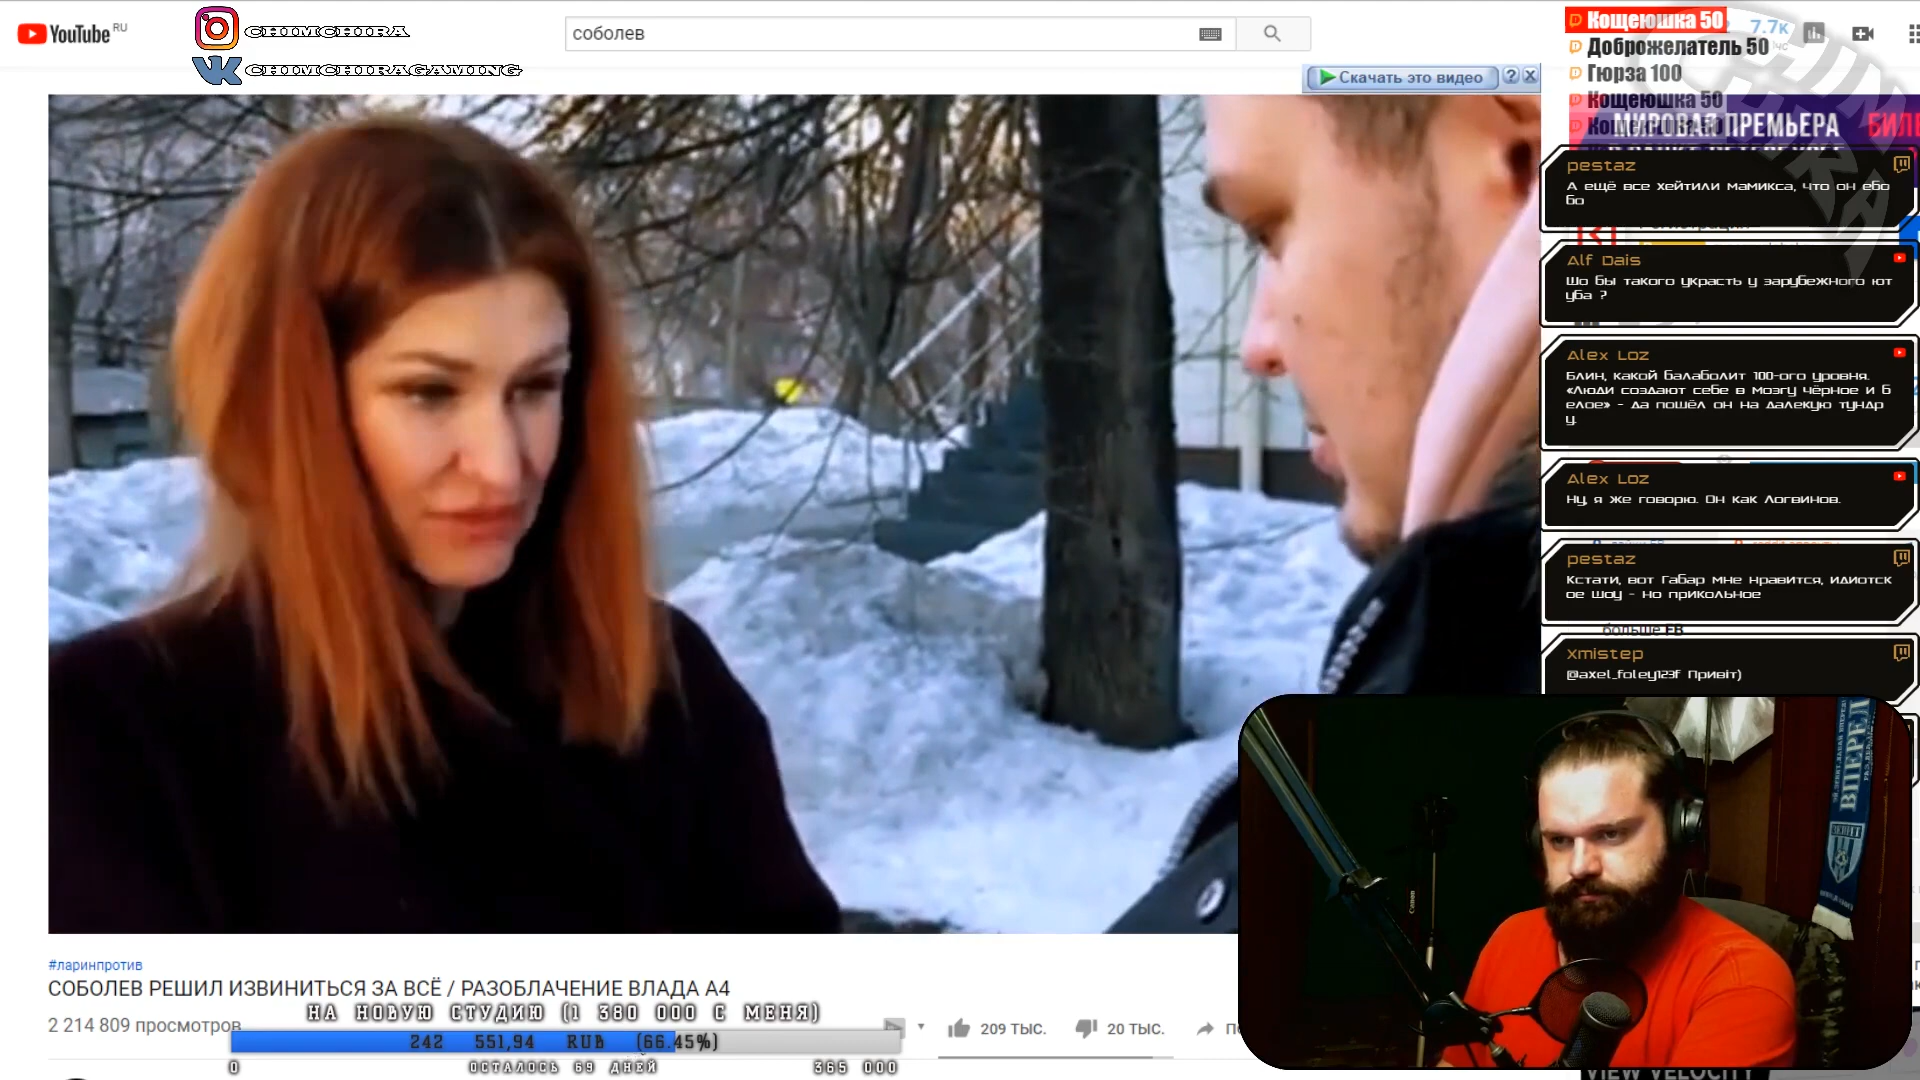 YouTube RU
CHIMCHIRA
CHIMCHIRAGAMING
соболев
Скачать это видео
Кощеюшка 50
7.7к
Доброжелатель 50
Гюрза 100
Кощеюшка 50
МИРОВАЯ ПРЕМЬЕРА
pestaz
А ещё все хейтили мамикса, что он ебо
бо
Alf Dais
Шо бы такого украсть у зарубежного ют
уба ?
Alex Loz
Блин, какой балаболит 100-ого уровня.
«Люди создают себе в мозгу чёрное и б
елое» - да пошёл он на далекую тундр
у.
Alex Loz
Ну, я же говорю. Он как Логвинов.
pestaz
Кстати, вот Габар мне нравится, идиотск
ое шоу - но прикольное
больше FB
Xmistep
@axel_foley123f Привіт)
ВПЕРЕД
ЗЕНИТ
Canon
#ларинпротив
СОБОЛЕВ РЕШИЛ ИЗВИНИТЬСЯ ЗА ВСЁ / РАЗОБЛАЧЕНИЕ ВЛАДА А4
НА НОВУЮ СТУДИЮ (1 380 000 С МЕНЯ)
2 214 809 просмотров
209 ТЫС.
20 ТЫС.
242 551,94 RUB (66.45%)
0
ОСТАЛОСЬ 69 ДНЕЙ
365 000
VIEW VELOCITY